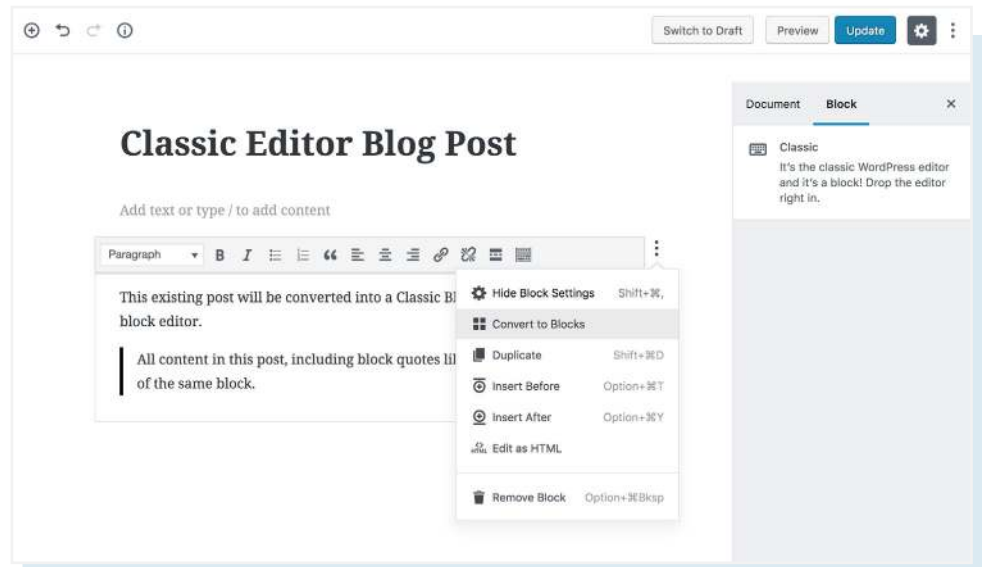 Switch to Draft Preview Update
Document Block
Classic Editor Blog Post
Classic
It's the classic WordPress editor
and it's a block! Drop the editor
right in.
Add text or type / to add content
Paragraph B I
This existing post will be converted into a Classic Bl
block editor.
All content in this post, including block quotes li
of the same block.
Hide Block Settings Shift+⌘,
Convert to Blocks
Duplicate Shift+⌘D
Insert Before Option+⌘T
Insert After Option+⌘Y
HTML Edit as HTML
Remove Block Option+⌘Bksp